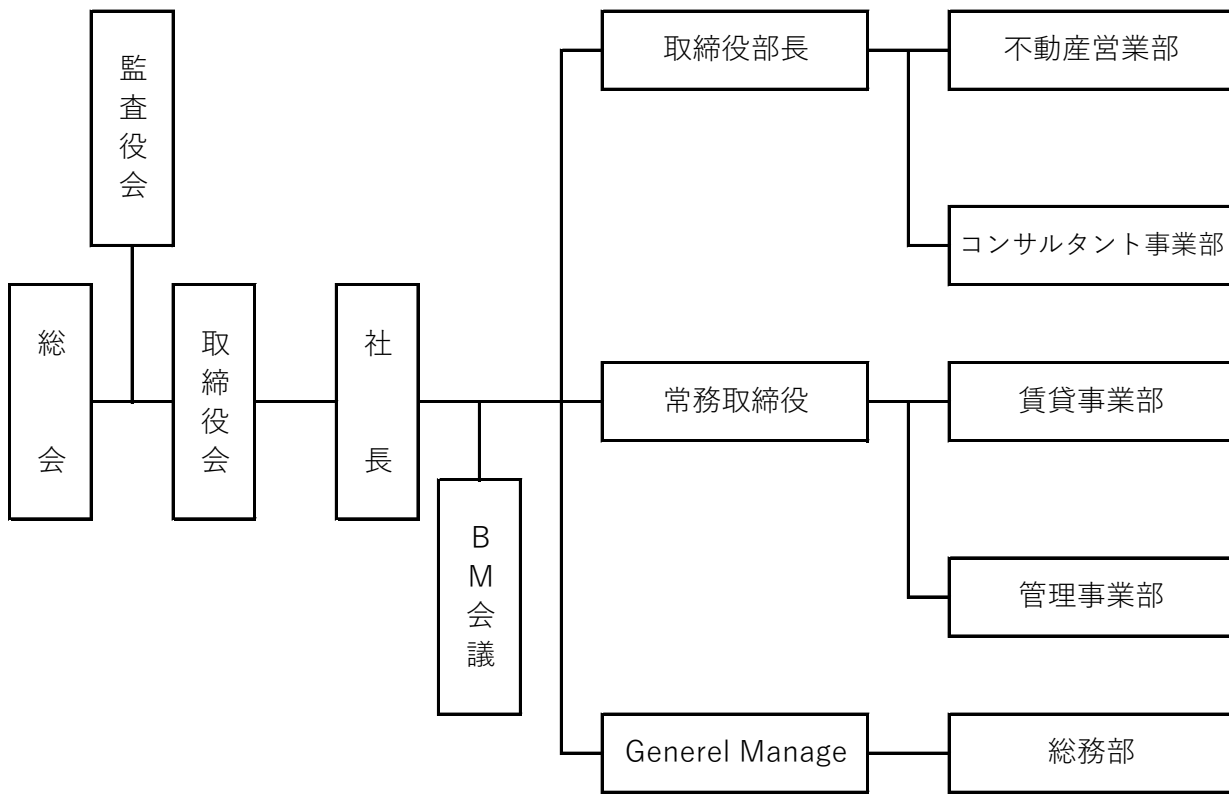 監査役会
総会
取締役会
社長
BM会議
取締役部長
不動産営業部
コンサルタント事業部
常務取締役
賃貸事業部
管理事業部
Generel Manage
総務部